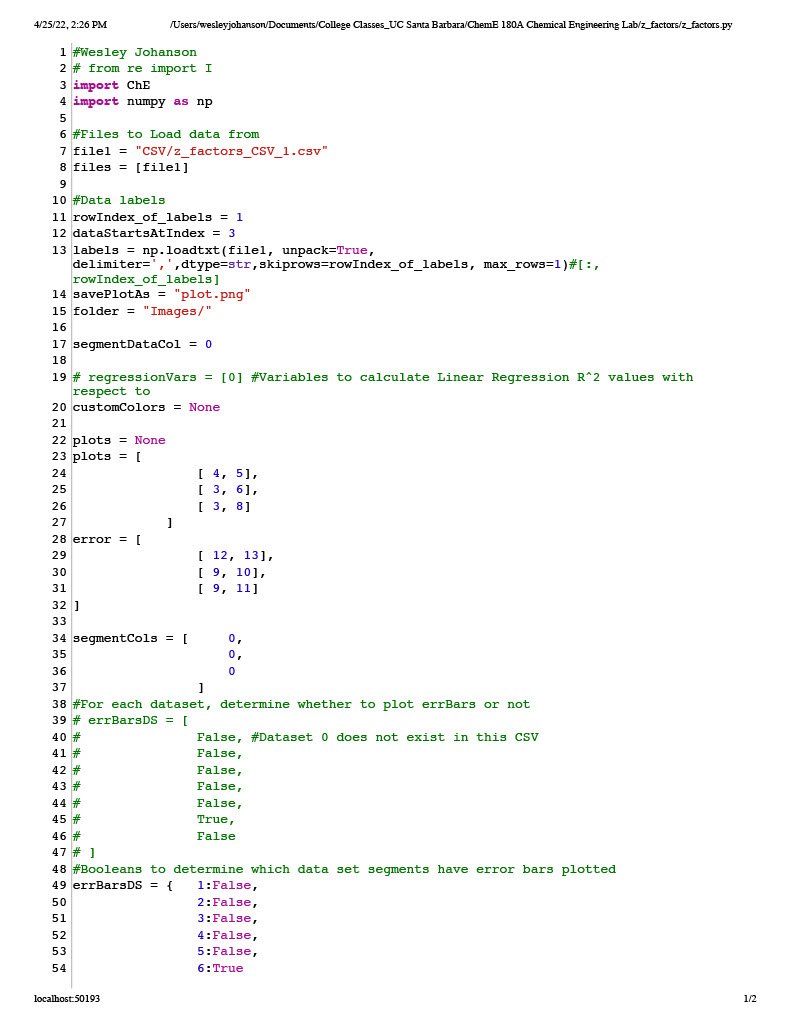 4/25/22, 2:26 PM /Users/wesleyjohanson/Documents/College Classes_UC Santa Barbara/ChemE 180A Chemical Engineering Lab/z_factors/z_factors.py
1 #Wesley Johanson
2 # from re import I
3 import ChE
4 import numpy as np
5
6 #Files to Load data from
7 file1 = "CSV/z_factors_CSV_1.csv"
8 files = [file1]
9
10 #Data labels
11 rowIndex_of_labels = 1
12 dataStartsAtIndex = 3
13 labels = np.loadtxt(file1, unpack=True,
delimiter=',',dtype=str,skiprows=rowIndex_of_labels, max_rows=1)#[:,
rowIndex_of_labels]
14 savePlotAs = "plot.png"
15 folder = "Images/"
16
17 segmentDataCol = 0
18
19 # regressionVars = [0] #Variables to calculate Linear Regression R^2 values with
respect to
20 customColors = None
21
22 plots = None
23 plots = [
24 [ 4, 5],
25 [ 3, 6],
26 [ 3, 8]
27 ]
28 error = [
29 [ 12, 13],
30 [ 9, 10],
31 [ 9, 11]
32 ]
33
34 segmentCols = [ 0,
35 0,
36 0
37 ]
38 #For each dataset, determine whether to plot errBars or not
39 # errBarsDS = [
40 # False, #Dataset 0 does not exist in this CSV
41 # False,
42 # False,
43 # False,
44 # False,
45 # True,
46 # False
47 # ]
48 #Booleans to determine which data set segments have error bars plotted
49 errBarsDS = { 1:False,
50 2:False,
51 3:False,
52 4:False,
53 5:False,
54 6:True
localhost:50193 1/2